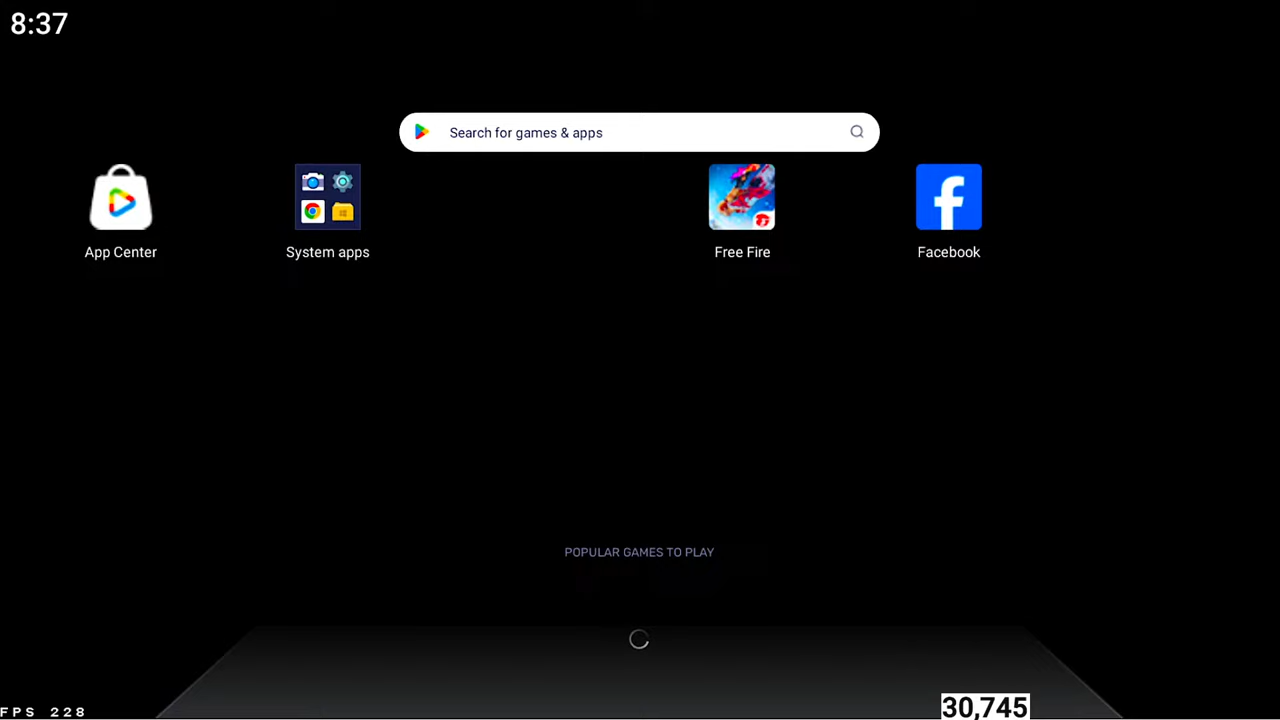 8:37
Search for games & apps
App Center
System apps
Free Fire
Facebook
POPULAR GAMES TO PLAY
FPS 228
30,745